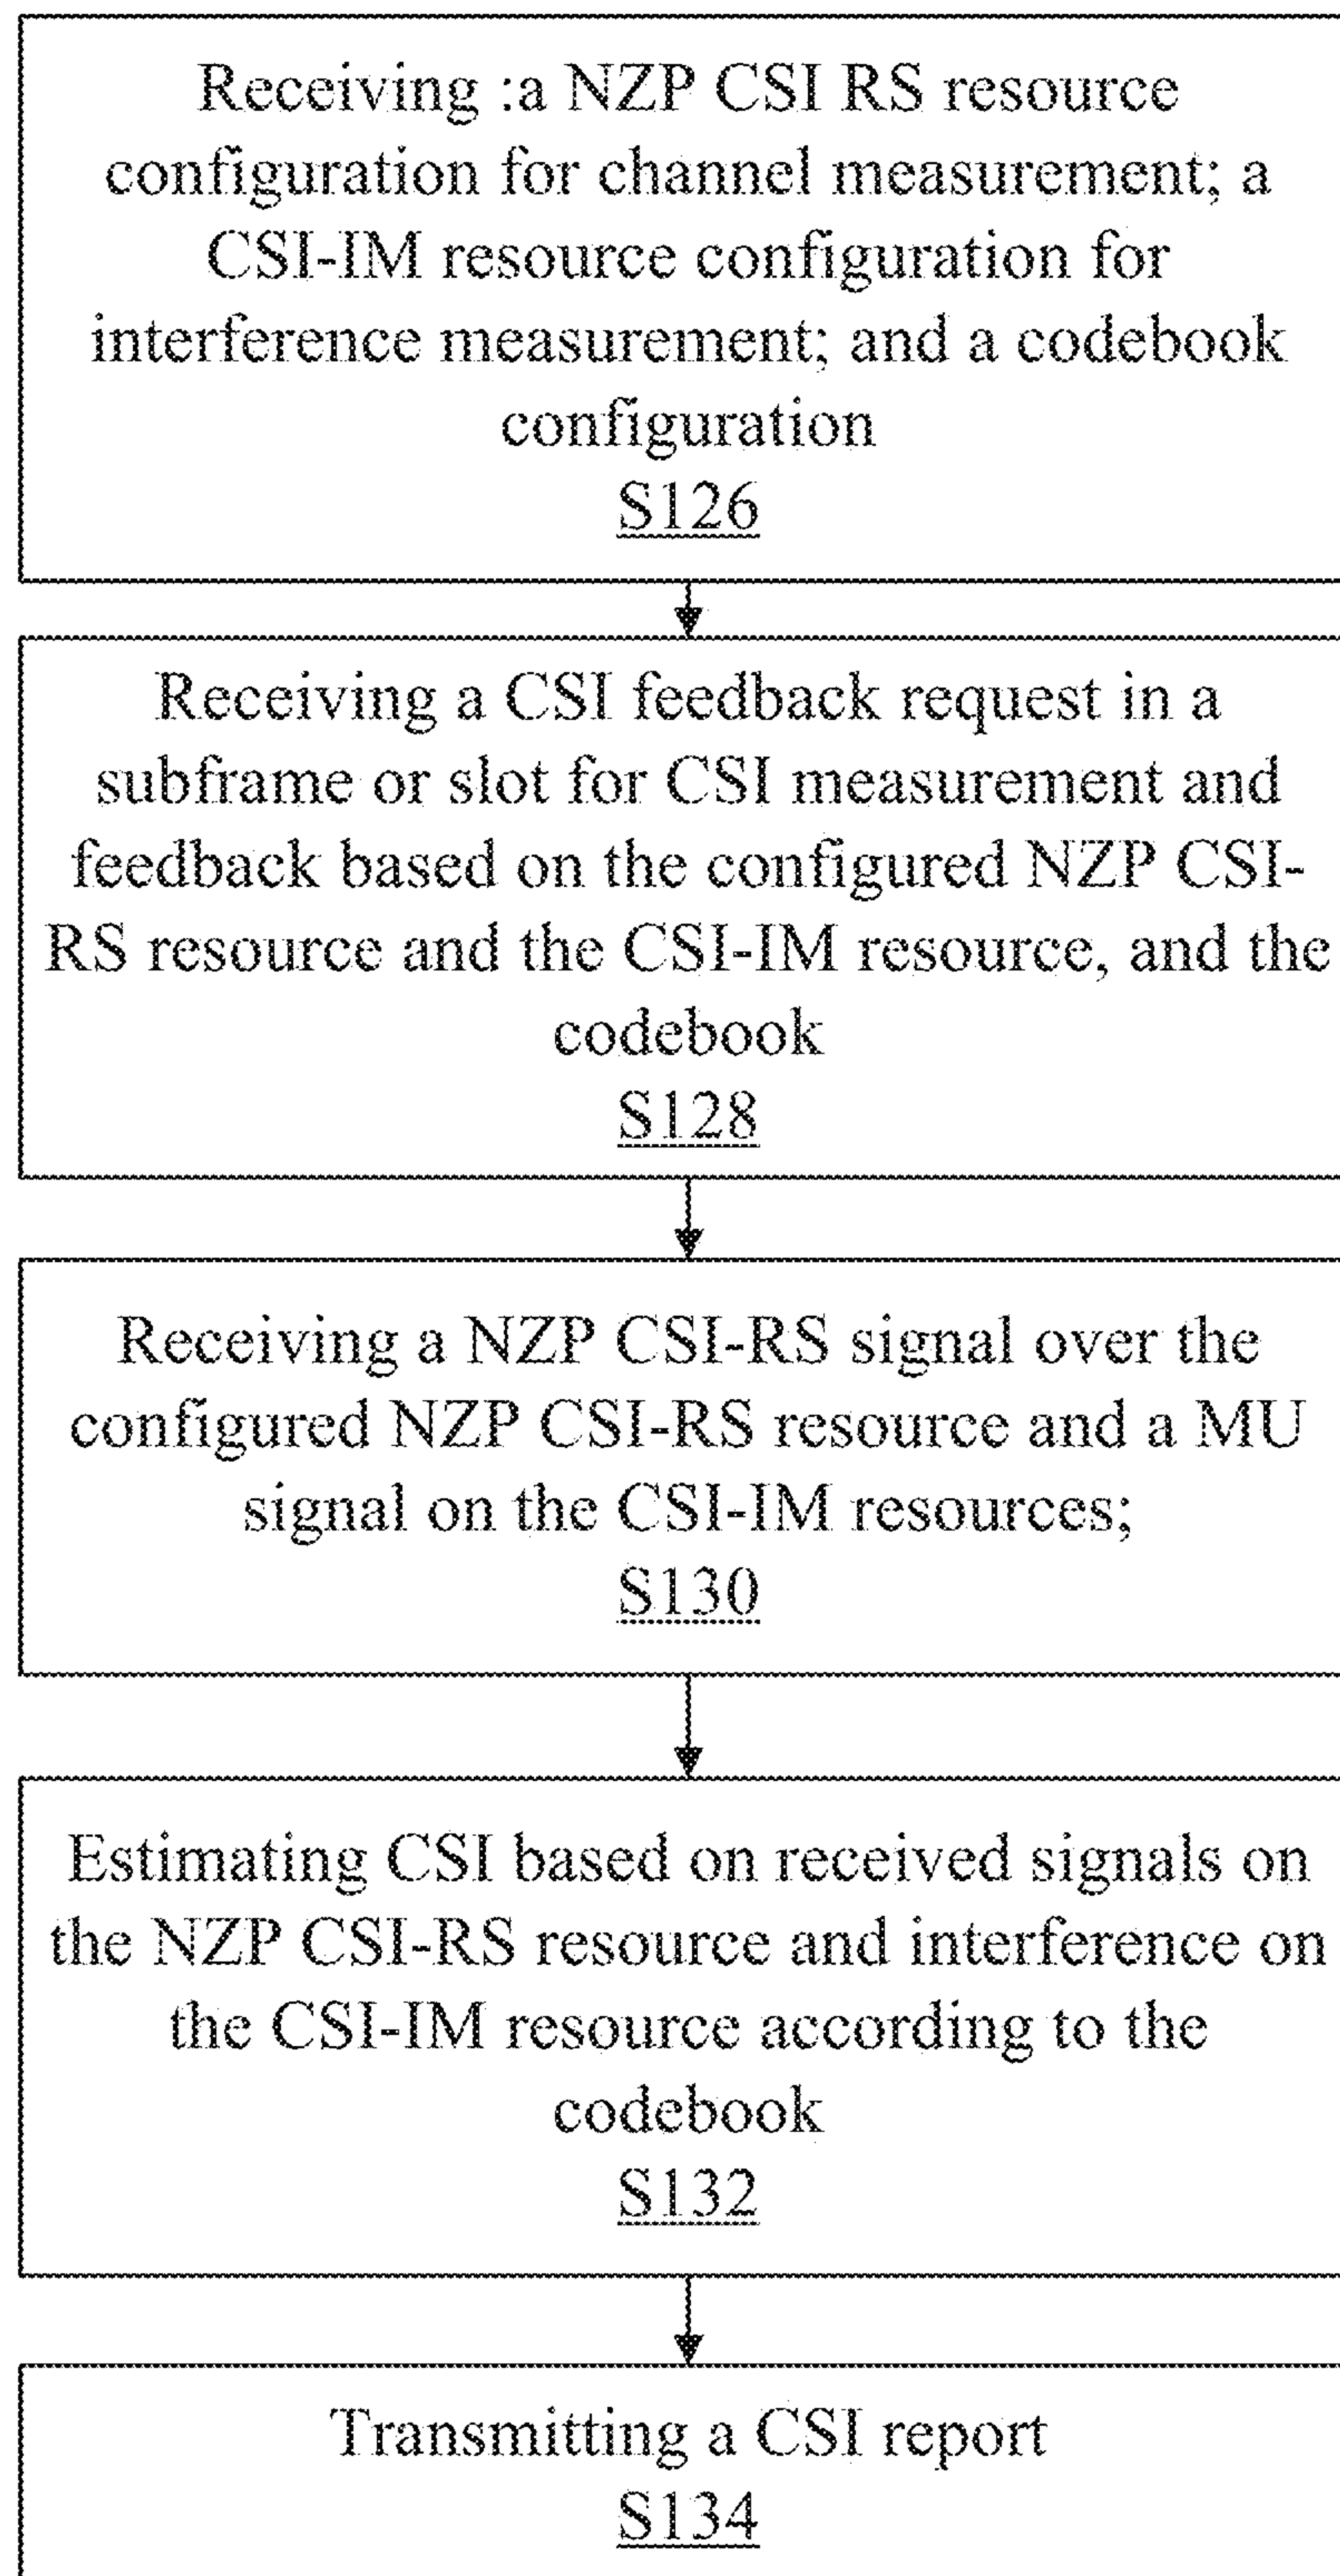 Receiving :a NZP CSI RS resource
configuration for channel measurement; a
CSI-IM resource configuration for
interference measurement; and a codebook
configuration
S126
Receiving a CSI feedback request in a
subframe or slot for CSI measurement and
feedback based on the configured NZP CSI-
RS resource and the CSI-IM resource, and the
codebook
S128
Receiving a NZP CSI-RS signal over the
configured NZP CSI-RS resource and a MU
signal on the CSI-IM resources;
S130
Estimating CSI based on received signals on
the NZP CSI-RS resource and interference on
the CSI-IM resource according to the
codebook
S132
Transmitting a CSI report
S134